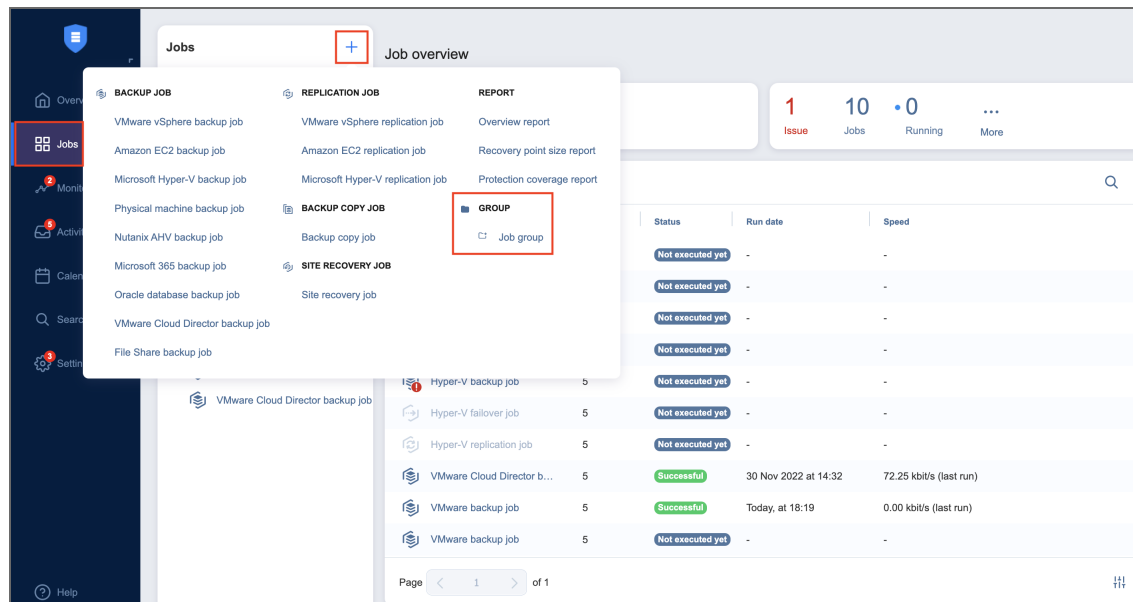 Jobs
+
Job overview
Overv
Jobs
2
Monit
5
Activit
Calen
Searc
3
Settin
Help
BACKUP JOB
VMware vSphere backup job
Amazon EC2 backup job
Microsoft Hyper-V backup job
Physical machine backup job
Nutanix AHV backup job
Microsoft 365 backup job
Oracle database backup job
VMware Cloud Director backup job
File Share backup job
REPLICATION JOB
VMware vSphere replication job
Amazon EC2 replication job
Microsoft Hyper-V replication job
BACKUP COPY JOB
Backup copy job
SITE RECOVERY JOB
Site recovery job
REPORT
Overview report
Recovery point size report
Protection coverage report
GROUP
Job group
VMware Cloud Director backup job
1 10 0 ...
Issue Jobs Running More
Status Run date Speed
Not executed yet - -
Not executed yet - -
Not executed yet - -
Not executed yet - -
Hyper-V backup job 5 Not executed yet - -
Hyper-V failover job 5 Not executed yet - -
Hyper-V replication job 5 Not executed yet - -
VMware Cloud Director b... 5 Successful 30 Nov 2022 at 14:32 72.25 kbit/s (last run)
VMware backup job 5 Successful Today, at 18:19 0.00 kbit/s (last run)
VMware backup job 5 Not executed yet - -
Page < 1 > of 1